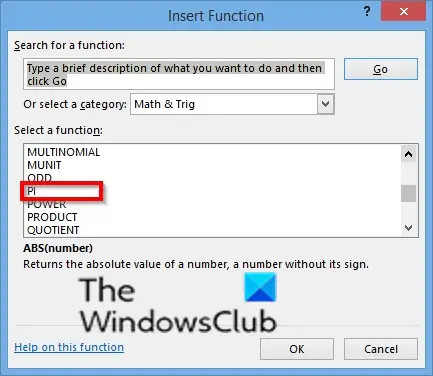 Insert Function
?
Search for a function:
Type a brief description of what you want to do and then
click Go
Go
Or select a category: Math & Trig
Select a function:
MULTINOMIAL
MUNIT
ODD
PI
POWER
PRODUCT
QUOTIENT
ABS(number)
Returns the absolute value of a number, a number without its sign.
The
WindowsClub
Help on this function
OK
Cancel